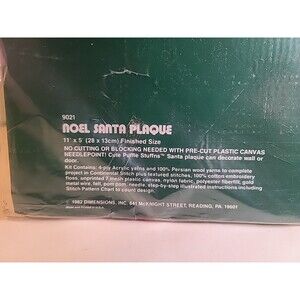 9021
NOEL SANTA PLAQUE
11" x 5" (28 x 13cm) Finished Size
NO CUTTING OR BLOCKING NEEDED WITH PRE-CUT PLASTIC CANVAS
NEEDLEPOINT! Cute Puffie Stuffins™ Santa plaque can decorate wall or
door.
Kit Contains: 4-ply Acrylic yarns and 100% Persian wool yarns to complete
project in Continental Stitch plus textured stitches, 100% cotton embroidery
floss, unprinted 7 mesh plastic canvas, nylon fabric, polyester fiberfill, gold
metal wire, felt, pom pom, needle, step-by-step illustrated instructions including
Stitch Pattern Chart to count design.
© 1982 DIMENSIONS, INC. 641 McKNIGHT STREET, READING, PA. 19601